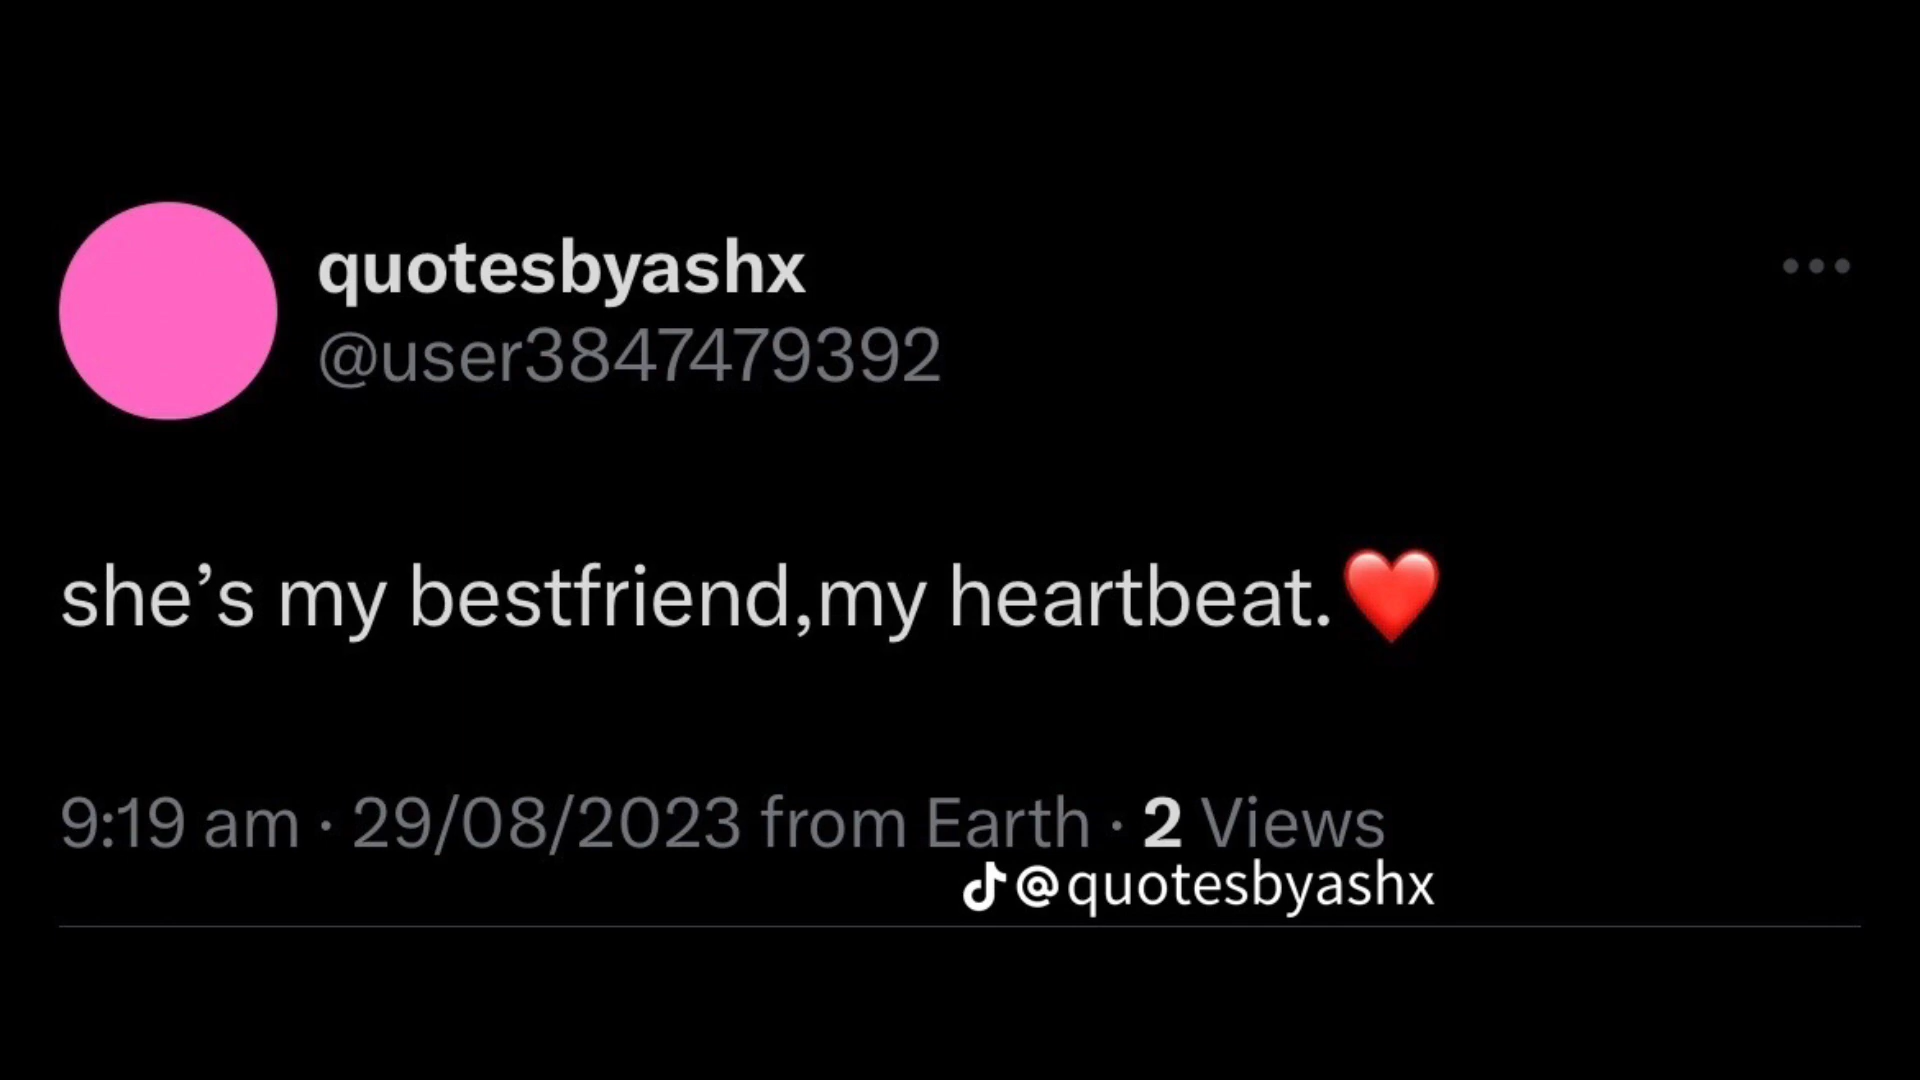 quotesbyashx
@user3847479392
she’s my bestfriend,my heartbeat.❤️
9:19 am · 29/08/2023 from Earth · 2 Views
@quotesbyashx